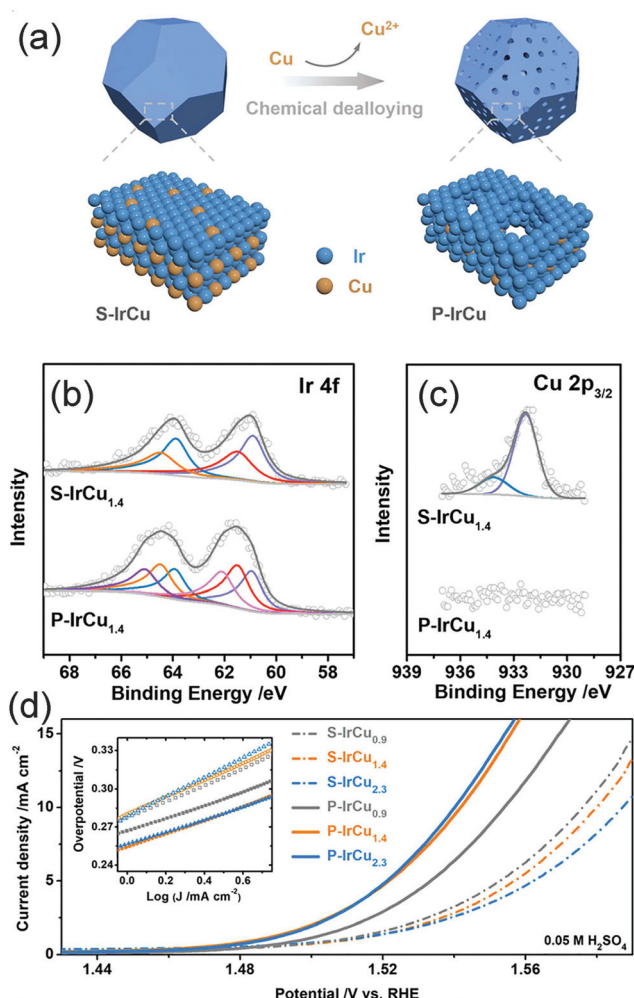 (a)
Cu
Cu²⁺
Chemical dealloying
Ir
Cu
S-IrCu
P-IrCu
(b)
Ir 4f
Intensity
S-IrCu₁.₄
P-IrCu₁.₄
68 66 64 62 60 58
Binding Energy /eV
(c)
Cu 2p₃/₂
Intensity
S-IrCu₁.₄
P-IrCu₁.₄
939 936 933 930 927
Binding Energy /eV
(d)
Current density /mA cm⁻²
15
10
5
0
Overpotential /V
0.33
0.30
0.27
0.24
0.0 0.2 0.4 0.6
Log (J /mA cm⁻²)
S-IrCu₀.₉
S-IrCu₁.₄
S-IrCu₂.₃
P-IrCu₀.₉
P-IrCu₁.₄
P-IrCu₂.₃
0.05 M H₂SO₄
1.44 1.48 1.52 1.56
Potential /V vs. RHE